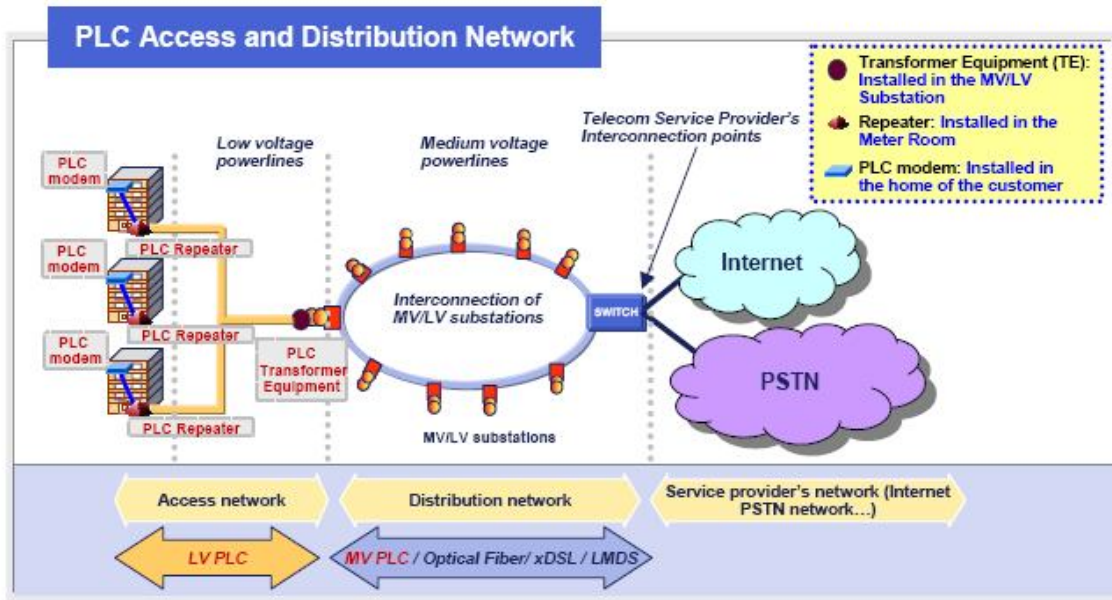 PLC Access and Distribution Network
Transformer Equipment (TE):
Installed in the MV/LV
Substation
Repeater: Installed in the
Meter Room
PLC modem: Installed in
the home of the customer
Low voltage
powerlines
Medium voltage
powerlines
Telecom Service Provider's
Interconnection points
PLC
modem
PLC Repeater
PLC
modem
PLC Repeater
PLC
modem
PLC Repeater
PLC
Transformer
Equipment
Interconnection of
MV/LV substations
SWITCH
Internet
PSTN
MV/LV substations
Access network
Distribution network
Service provider's network (Internet
PSTN network...)
LV PLC
MV PLC / Optical Fiber/ xDSL / LMDS